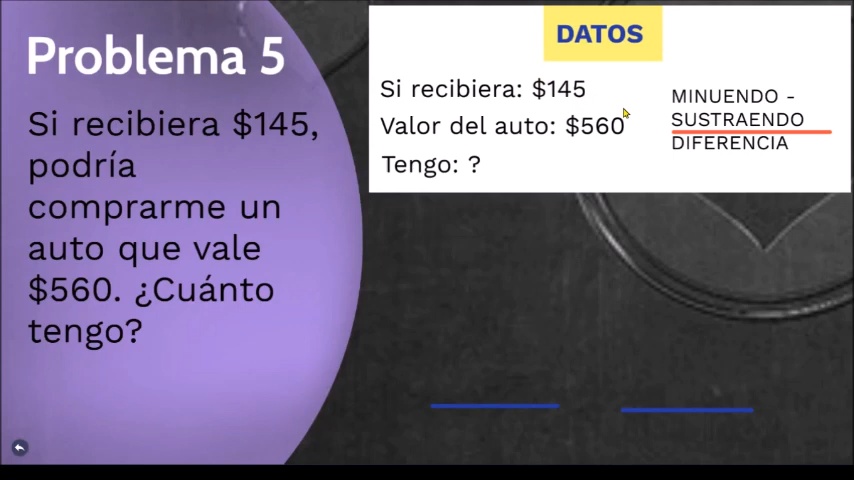 Problema 5
Si recibiera $145,
podría
comprarme un
auto que vale
$560. ¿Cuánto
tengo?
DATOS
Si recibiera: $145
Valor del auto: $560
Tengo: ?
MINUENDO -
SUSTRAENDO
DIFERENCIA